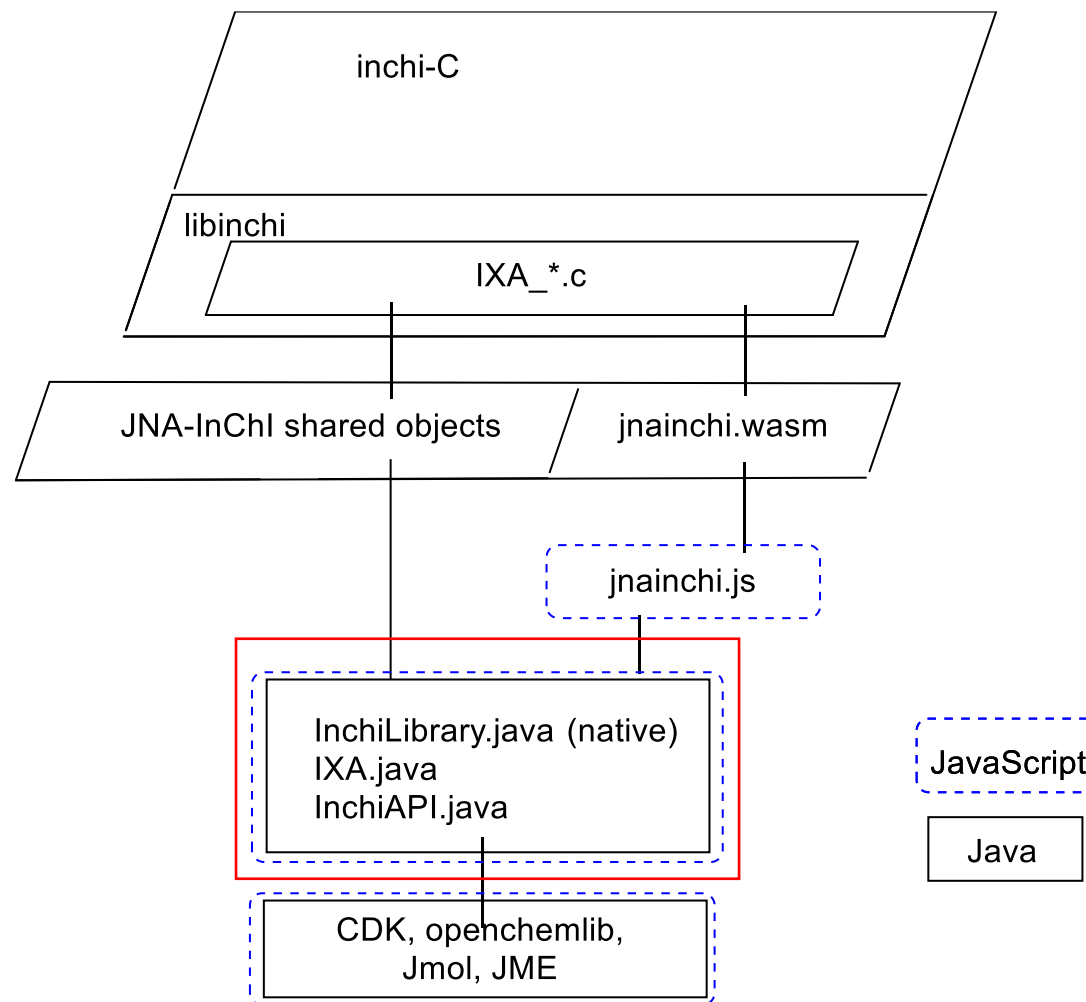 inchi-C
libinchi
IXA_*.c
JNA-InChI shared objects
jnainchi.wasm
jnainchi.js
InchiLibrary.java (native)
IXA.java
InchiAPI.java
JavaScript
Java
CDK, openchemlib,
Jmol, JME